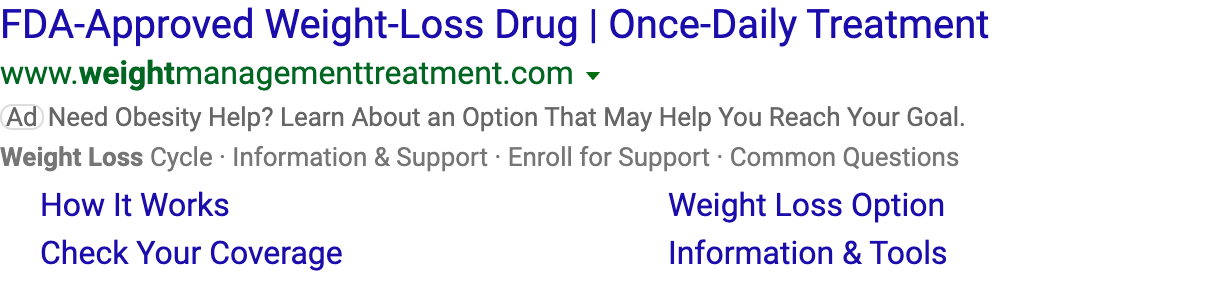 FDA-Approved Weight-Loss Drug | Once-Daily Treatment
www.weightmanagementtreatment.com
Ad Need Obesity Help? Learn About an Option That May Help You Reach Your Goal.
Weight Loss Cycle · Information & Support · Enroll for Support · Common Questions
How It Works Weight Loss Option
Check Your Coverage Information & Tools